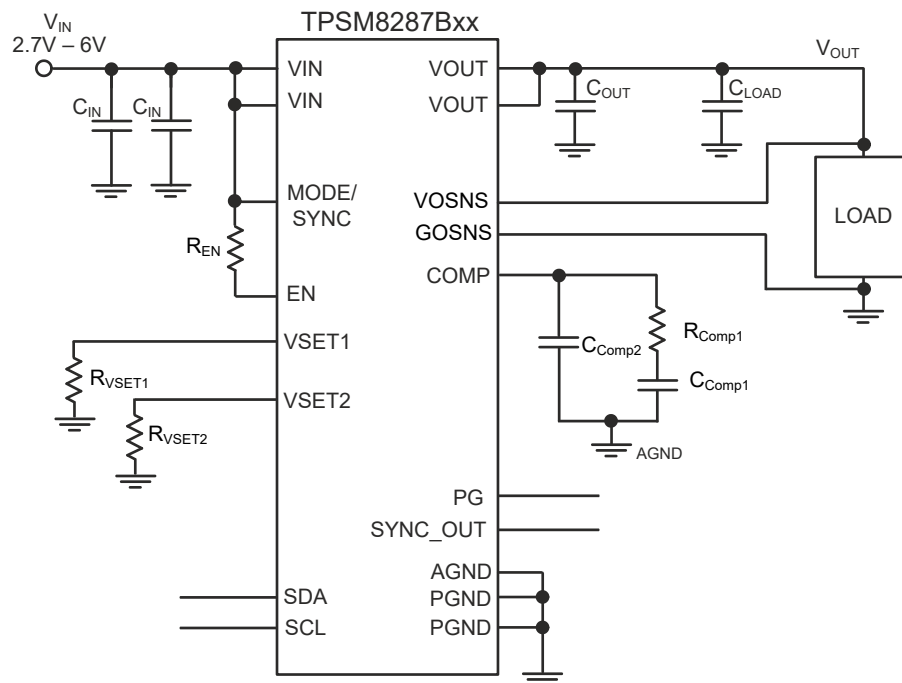 TPSM8287Bxx
VIN
2.7V – 6V
VIN
VIN
CIN
CIN
MODE/
SYNC
REN
EN
VSET1
RVSET1
VSET2
RVSET2
SDA
SCL
VOUT
VOUT
VOUT
COUT
CLOAD
VOSNS
GOSNS
LOAD
COMP
CComp2
RComp1
CComp1
AGND
PG
SYNC_OUT
AGND
PGND
PGND